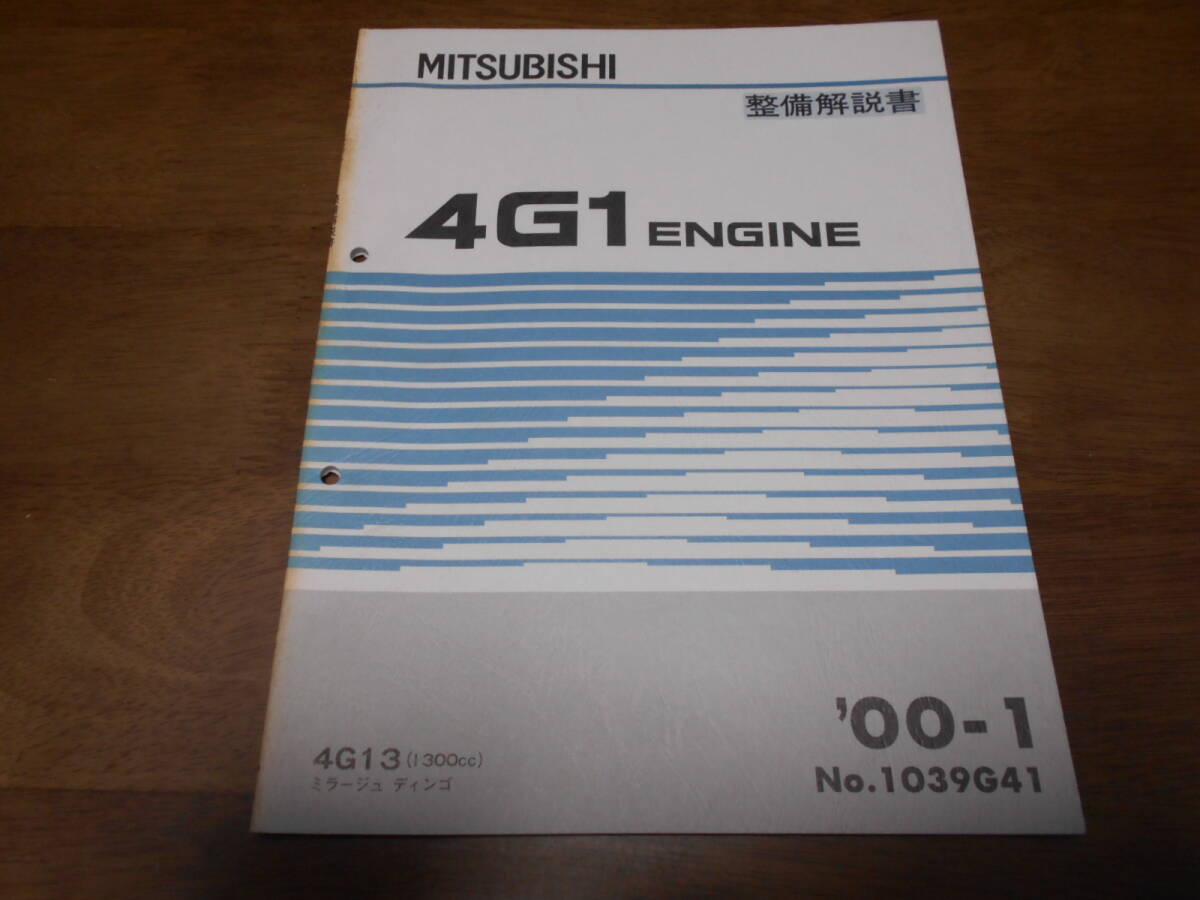 MITSUBISHI
整備解説書
4G1 ENGINE
'00-1
4G13 (1300cc)
ミラージュ ディンゴ
No.1039G41